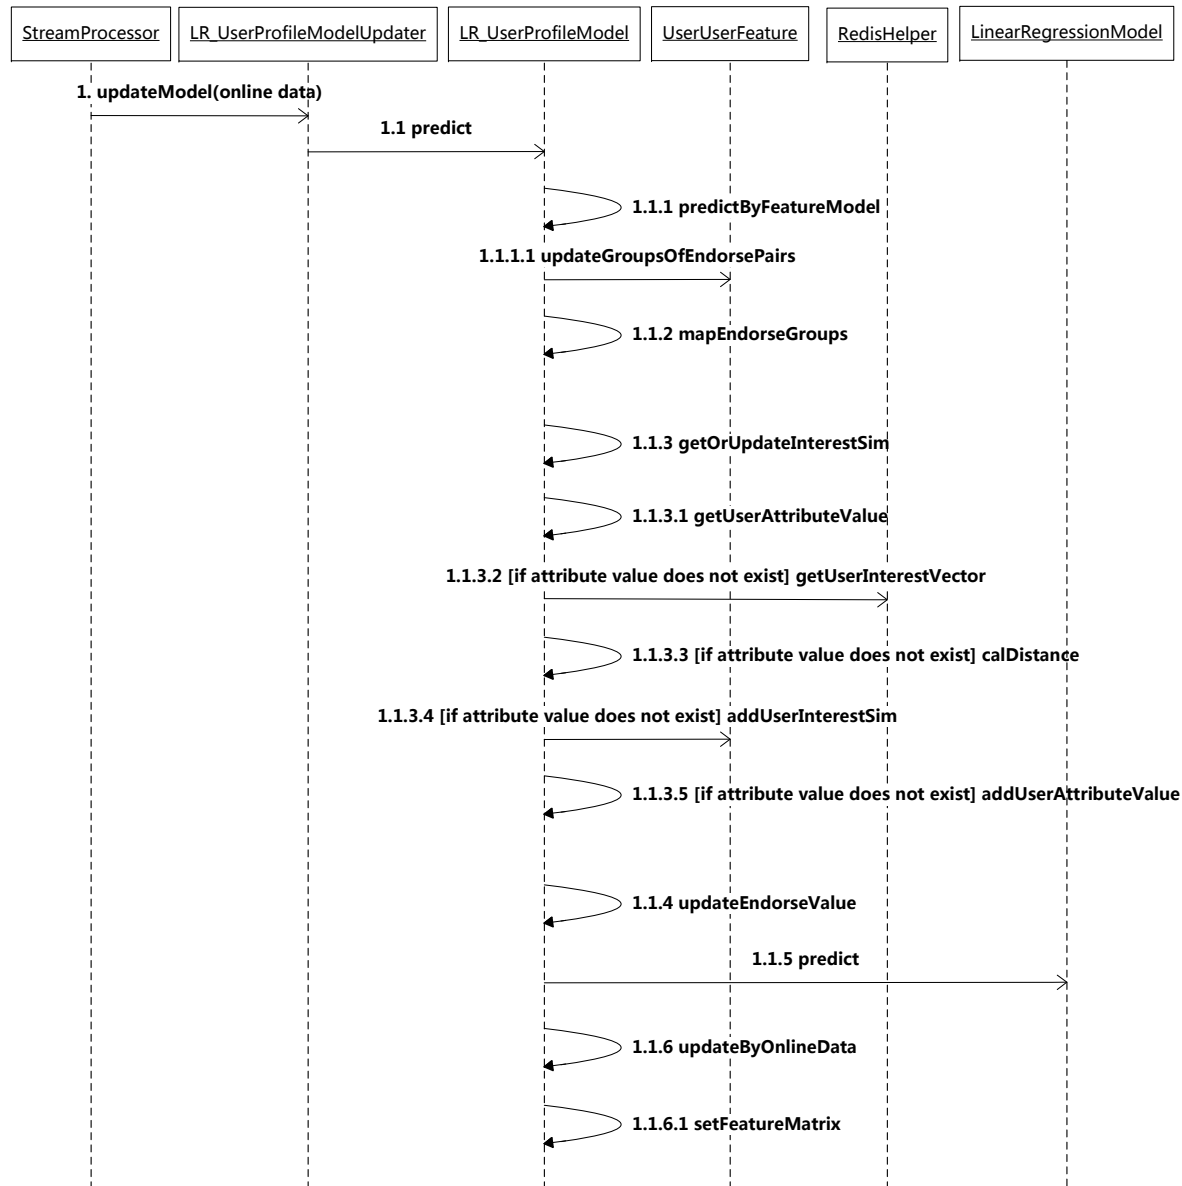 StreamProcessor
LR_UserProfileModelUpdater
LR_UserProfileModel
UserUserFeature
RedisHelper
LinearRegressionModel
1. updateModel(online data)
1.1 predict
1.1.1 predictByFeatureModel
1.1.1.1 updateGroupsOfEndorsePairs
1.1.2 mapEndorseGroups
1.1.3 getOrUpdateInterestSim
1.1.3.1 getUserAttributeValue
1.1.3.2 [if attribute value does not exist] getUserInterestVector
1.1.3.3 [if attribute value does not exist] calDistance
1.1.3.4 [if attribute value does not exist] addUserInterestSim
1.1.3.5 [if attribute value does not exist] addUserAttributeValue
1.1.4 updateEndorseValue
1.1.5 predict
1.1.6 updateByOnlineData
1.1.6.1 setFeatureMatrix